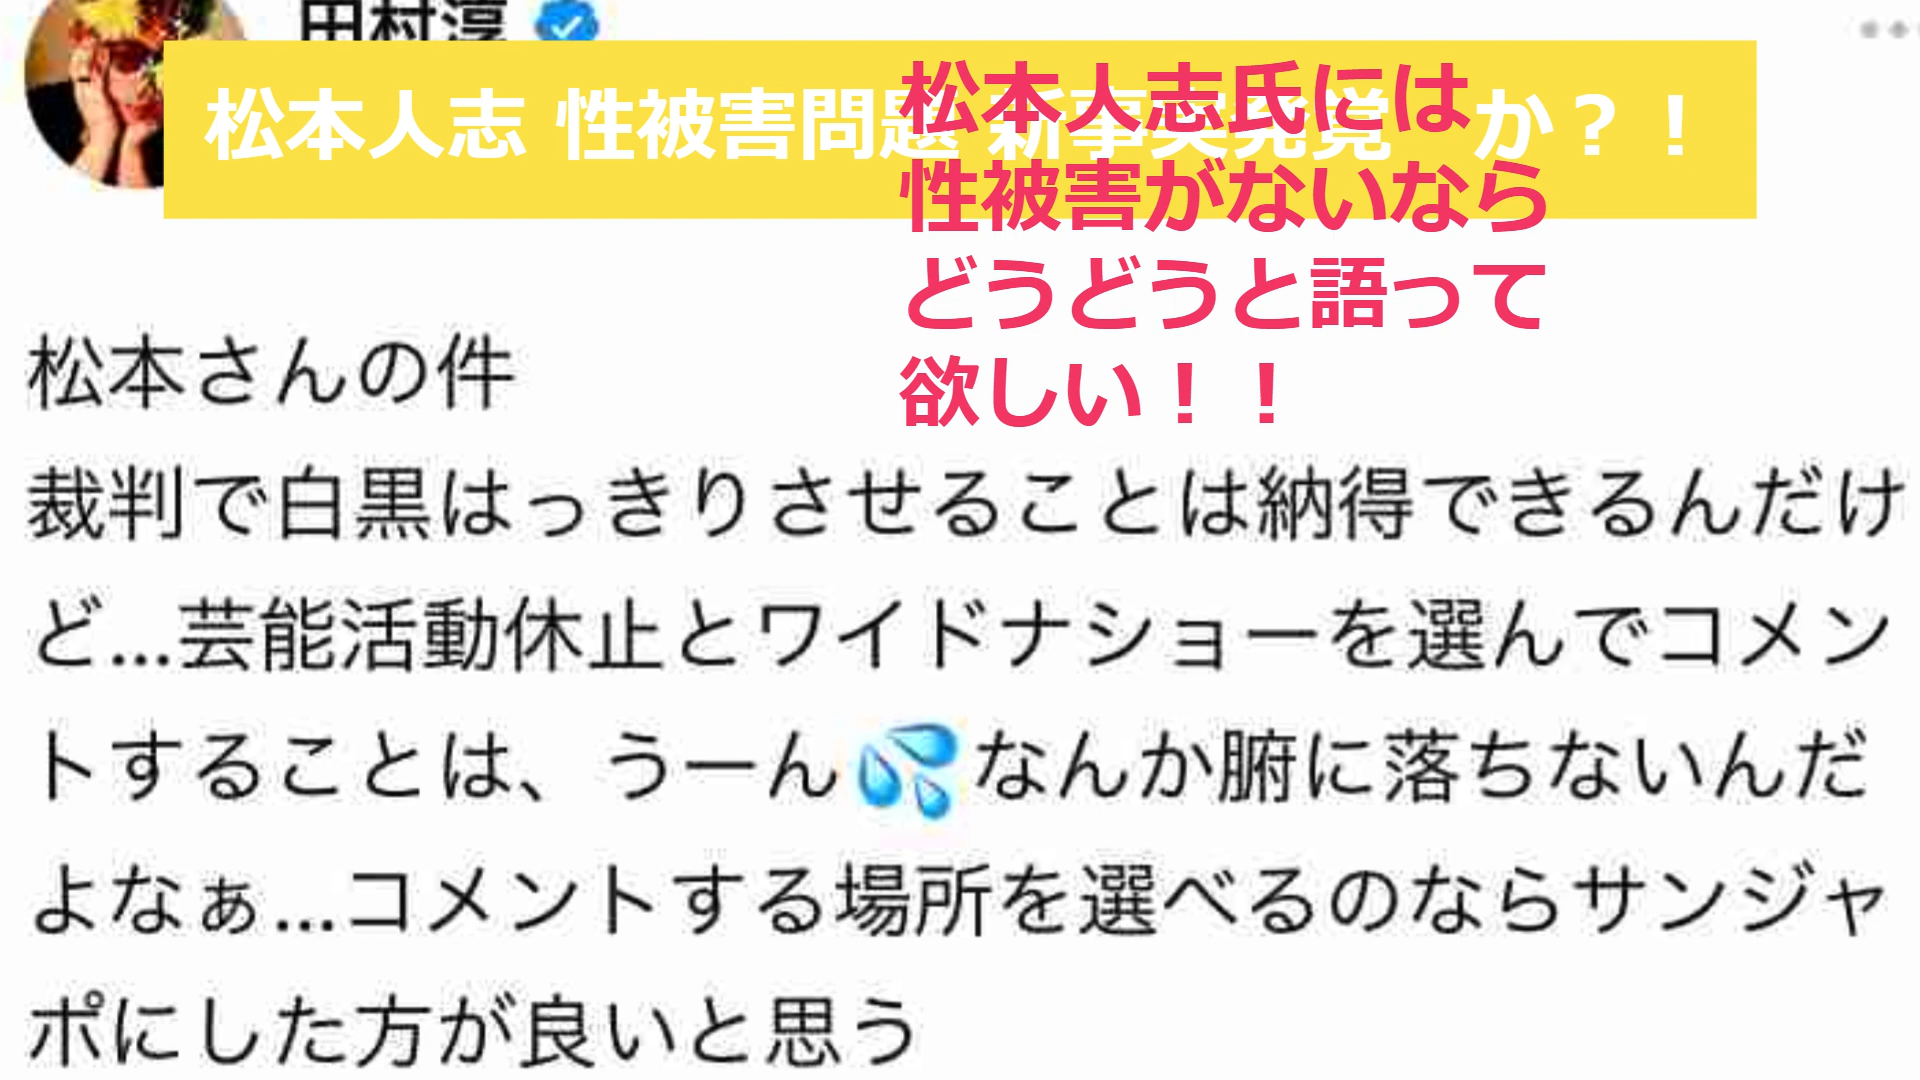 田村淳
松本人志 性被害問題 新事実発覚 か?!
松本人志氏には
性被害がないなら
どうどうと語って
欲しい!!
松本さんの件
裁判で白黒はっきりさせることは納得できるんだけ
ど...芸能活動休止とワイドナショーを選んでコメン
トすることは、うーん💦なんか腑に落ちないんだ
よなぁ...コメントする場所を選べるのならサンジャ
ポにした方が良いと思う